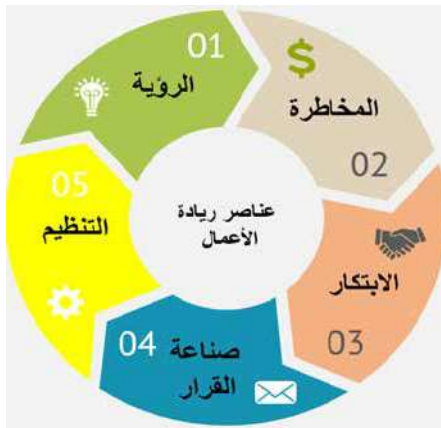 عناصر ريادة
الأعمال
01
الرؤية
المخاطرة
02
الابتكار
03
04
صناعة
القرار
05
التنظيم